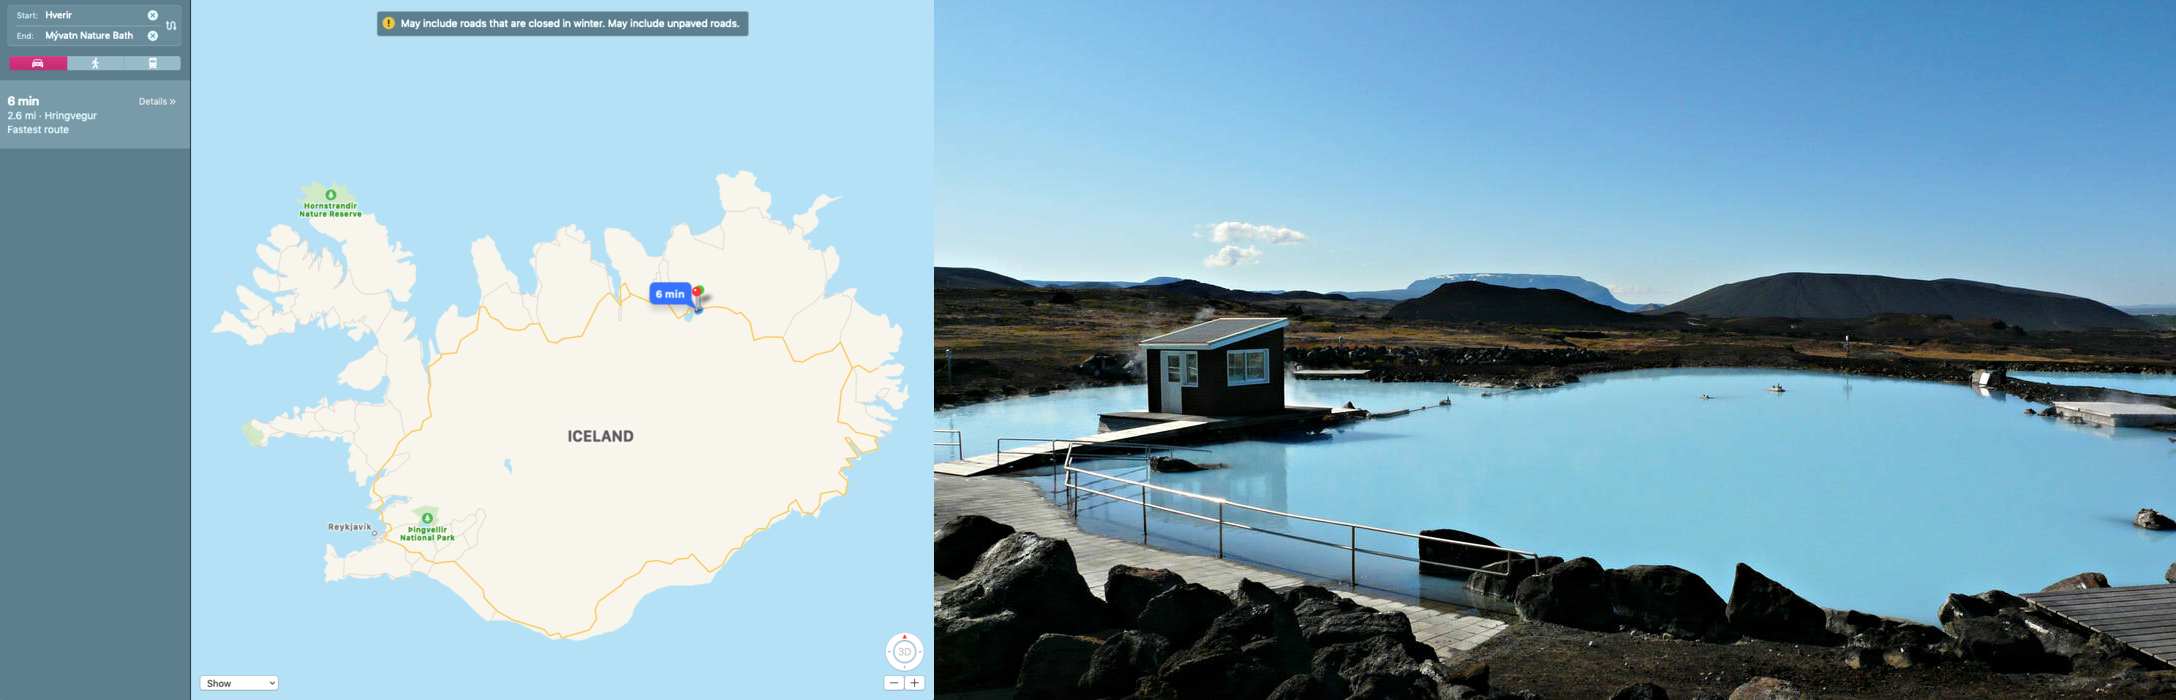 Start: Hverir
End: Mývatn Nature Bath
6 min
Details »
2.6 mi · Hringvegur
Fastest route
May include roads that are closed in winter. May include unpaved roads.
Hornstrandir
Nature Reserve
6 min
ICELAND
Reykjavík
Þingvellir
National Park
3D
Show